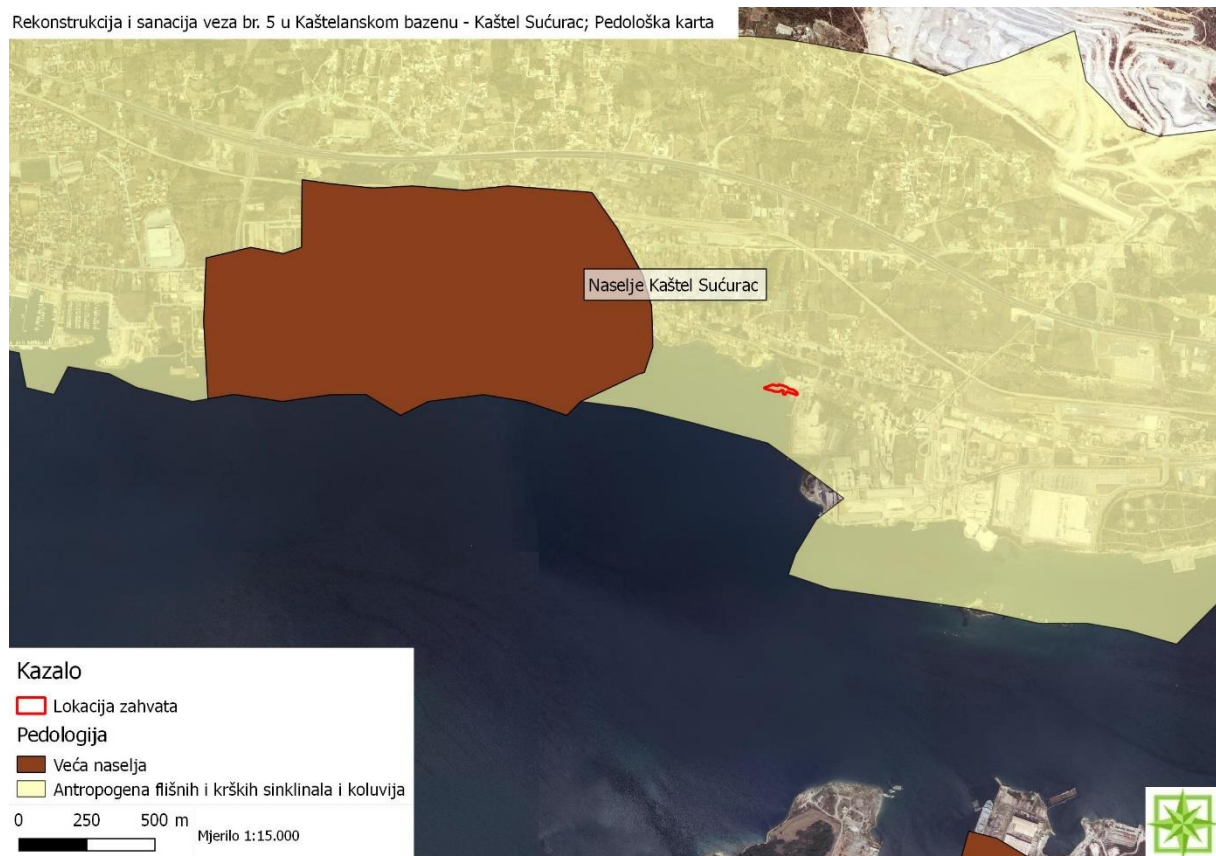 Rekonstrukcija i sanacija veza br. 5 u Kaštelanskom bazenu - Kaštel Sućurac; Pedološka karta
Naselje Kaštel Sućurac
Kazalo
Lokacija zahvata
Pedologija
Veća naselja
Antropogena flišnih i krških sinklinala i koluvija
0 250 500 m
Mjerilo 1:15.000